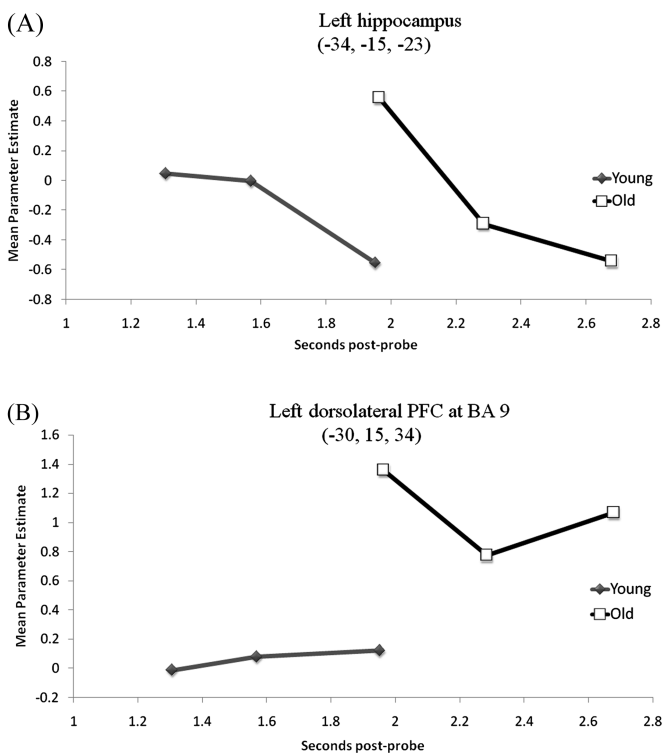 (A)
Left hippocampus
(-34, -15, -23)
Mean Parameter Estimate
0.8
0.6
0.4
0.2
0
-0.2
-0.4
-0.6
-0.8
Young
Old
1 1.2 1.4 1.6 1.8 2 2.2 2.4 2.6 2.8
Seconds post-probe
(B)
Left dorsolateral PFC at BA 9
(-30, 15, 34)
Mean Parameter Estimate
1.6
1.4
1.2
1
0.8
0.6
0.4
0.2
0
-0.2
Young
Old
1 1.2 1.4 1.6 1.8 2 2.2 2.4 2.6 2.8
Seconds post-probe